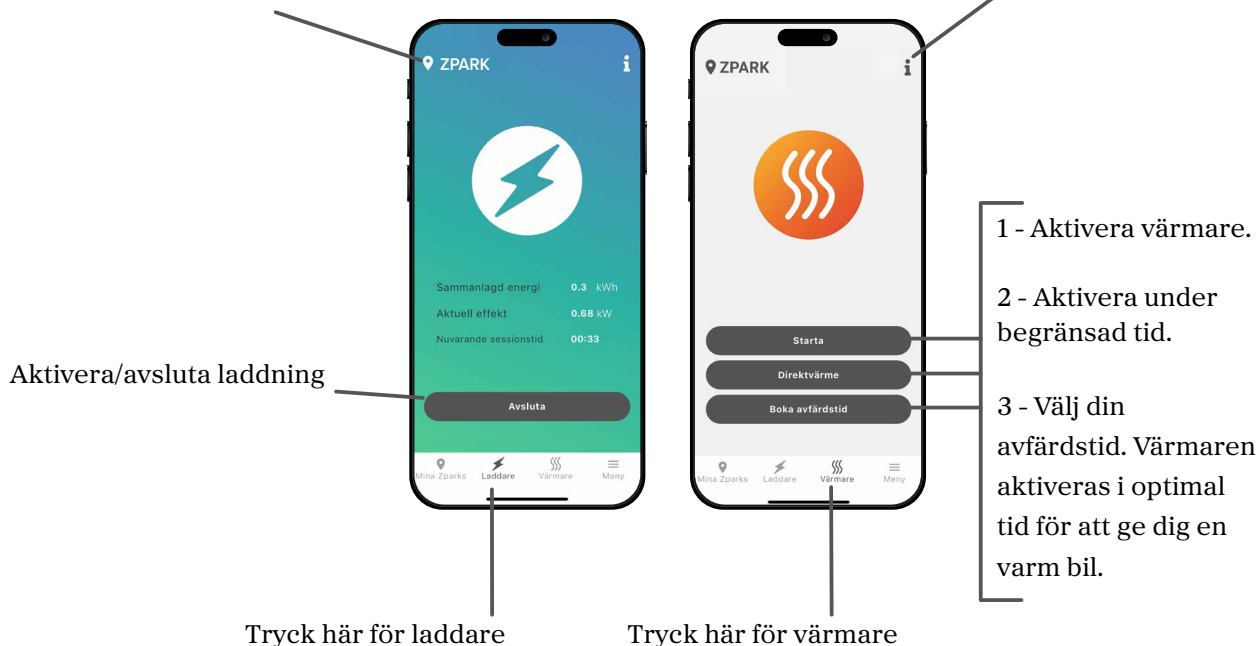 ZPARK
i
Sammanlagd energi 0.3 kWh
Aktuell effekt 0.68 kW
Nuvarande sessionstid 00:33
Aktivera/avsluta laddning
Avsluta
Mina Zparks Laddare Värmare Meny
Tryck här för laddare
ZPARK
i
Starta
Direktvärme
Boka avfärdstid
Mina Zparks Laddare Värmare Meny
Tryck här för värmare
1 - Aktivera värmare.
2 - Aktivera under
begränsad tid.
3 - Välj din
avfärdstid. Värmaren
aktiveras i optimal
tid för att ge dig en
varm bil.